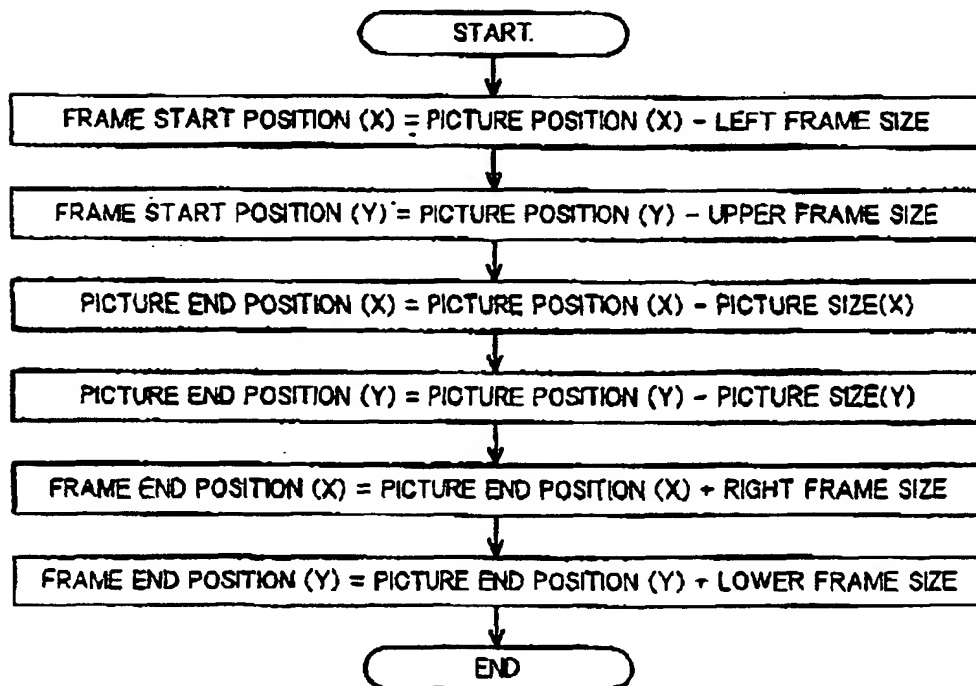 START.
FRAME START POSITION (X) = PICTURE POSITION (X) - LEFT FRAME SIZE
FRAME START POSITION (Y) = PICTURE POSITION (Y) - UPPER FRAME SIZE
PICTURE END POSITION (X) = PICTURE POSITION (X) - PICTURE SIZE(X)
PICTURE END POSITION (Y) = PICTURE POSITION (Y) - PICTURE SIZE(Y)
FRAME END POSITION (X) = PICTURE END POSITION (X) + RIGHT FRAME SIZE
FRAME END POSITION (Y) = PICTURE END POSITION (Y) + LOWER FRAME SIZE
END